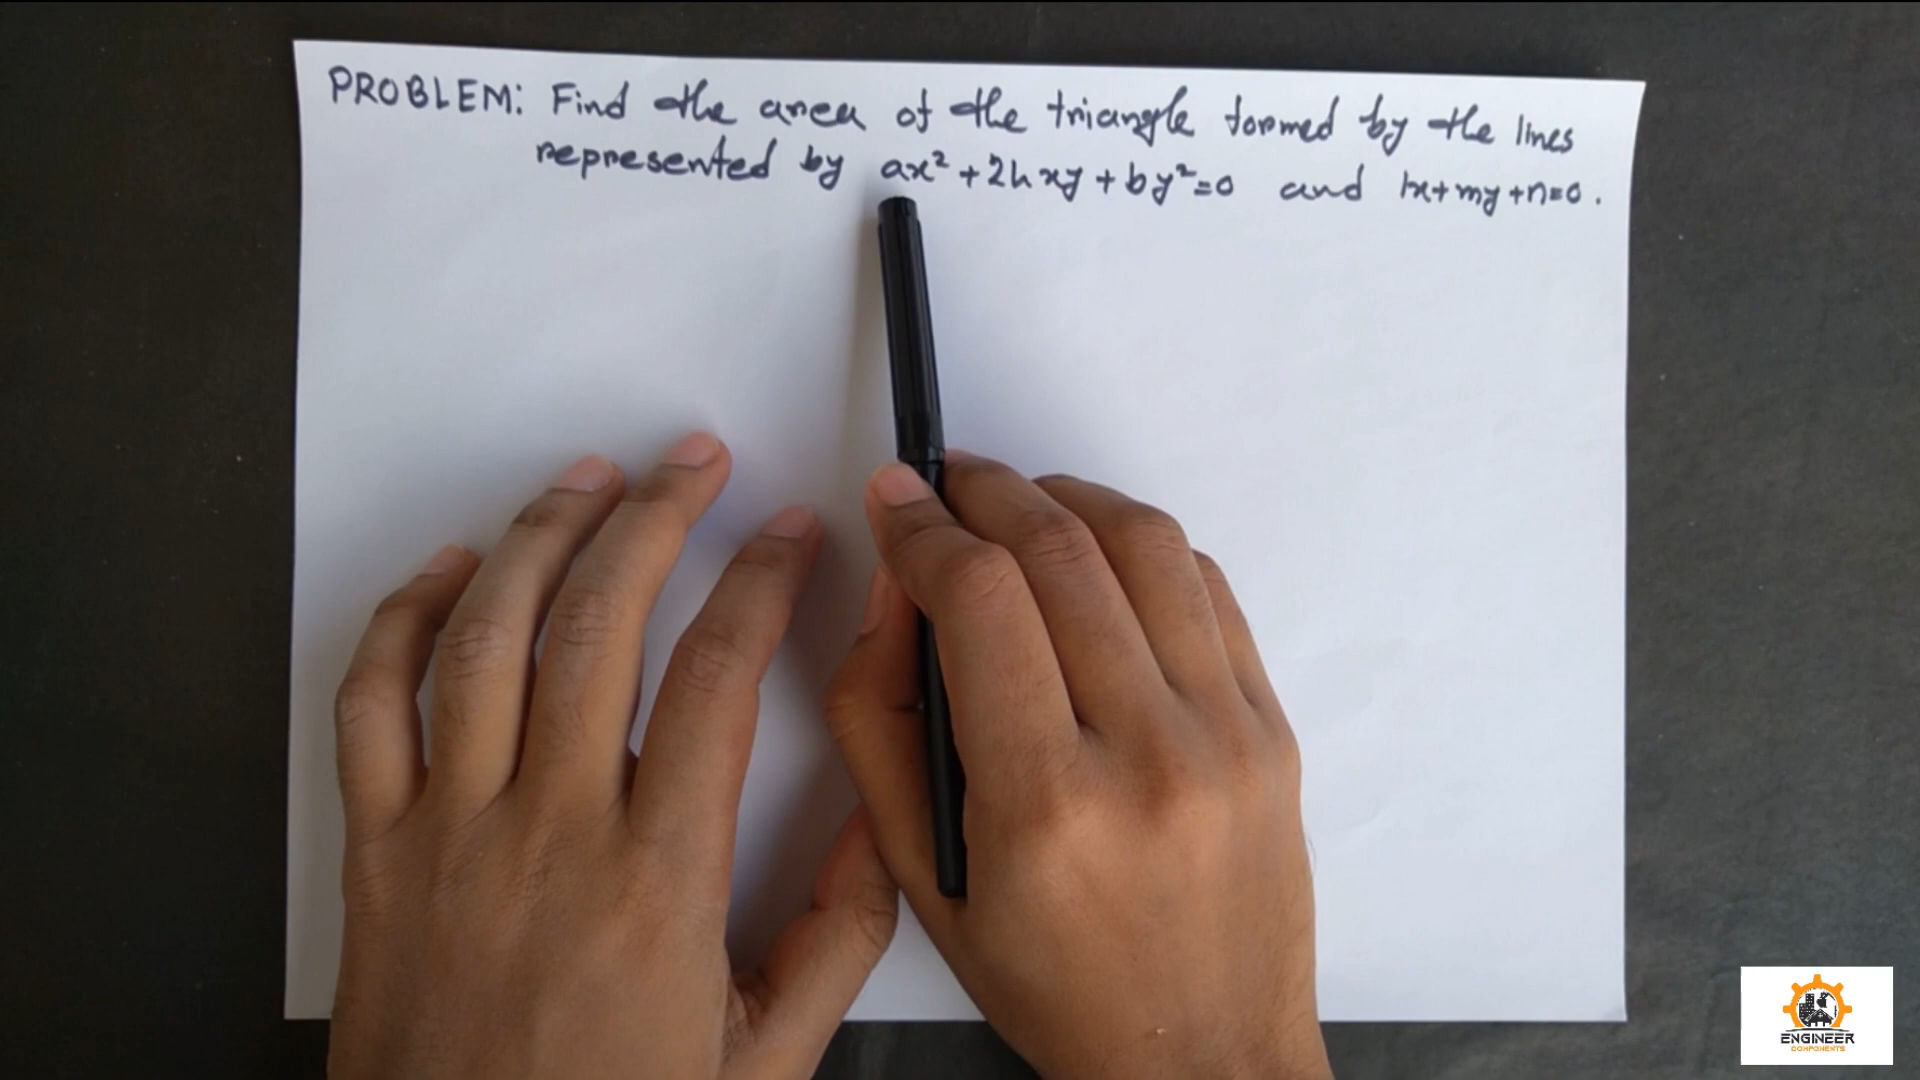 PROBLEM: Find the area of the triangle formed by the lines
represented by ax² + 2hxy + by² = 0 and lx + my + n = 0.
ENGINEER
COMPONENTS